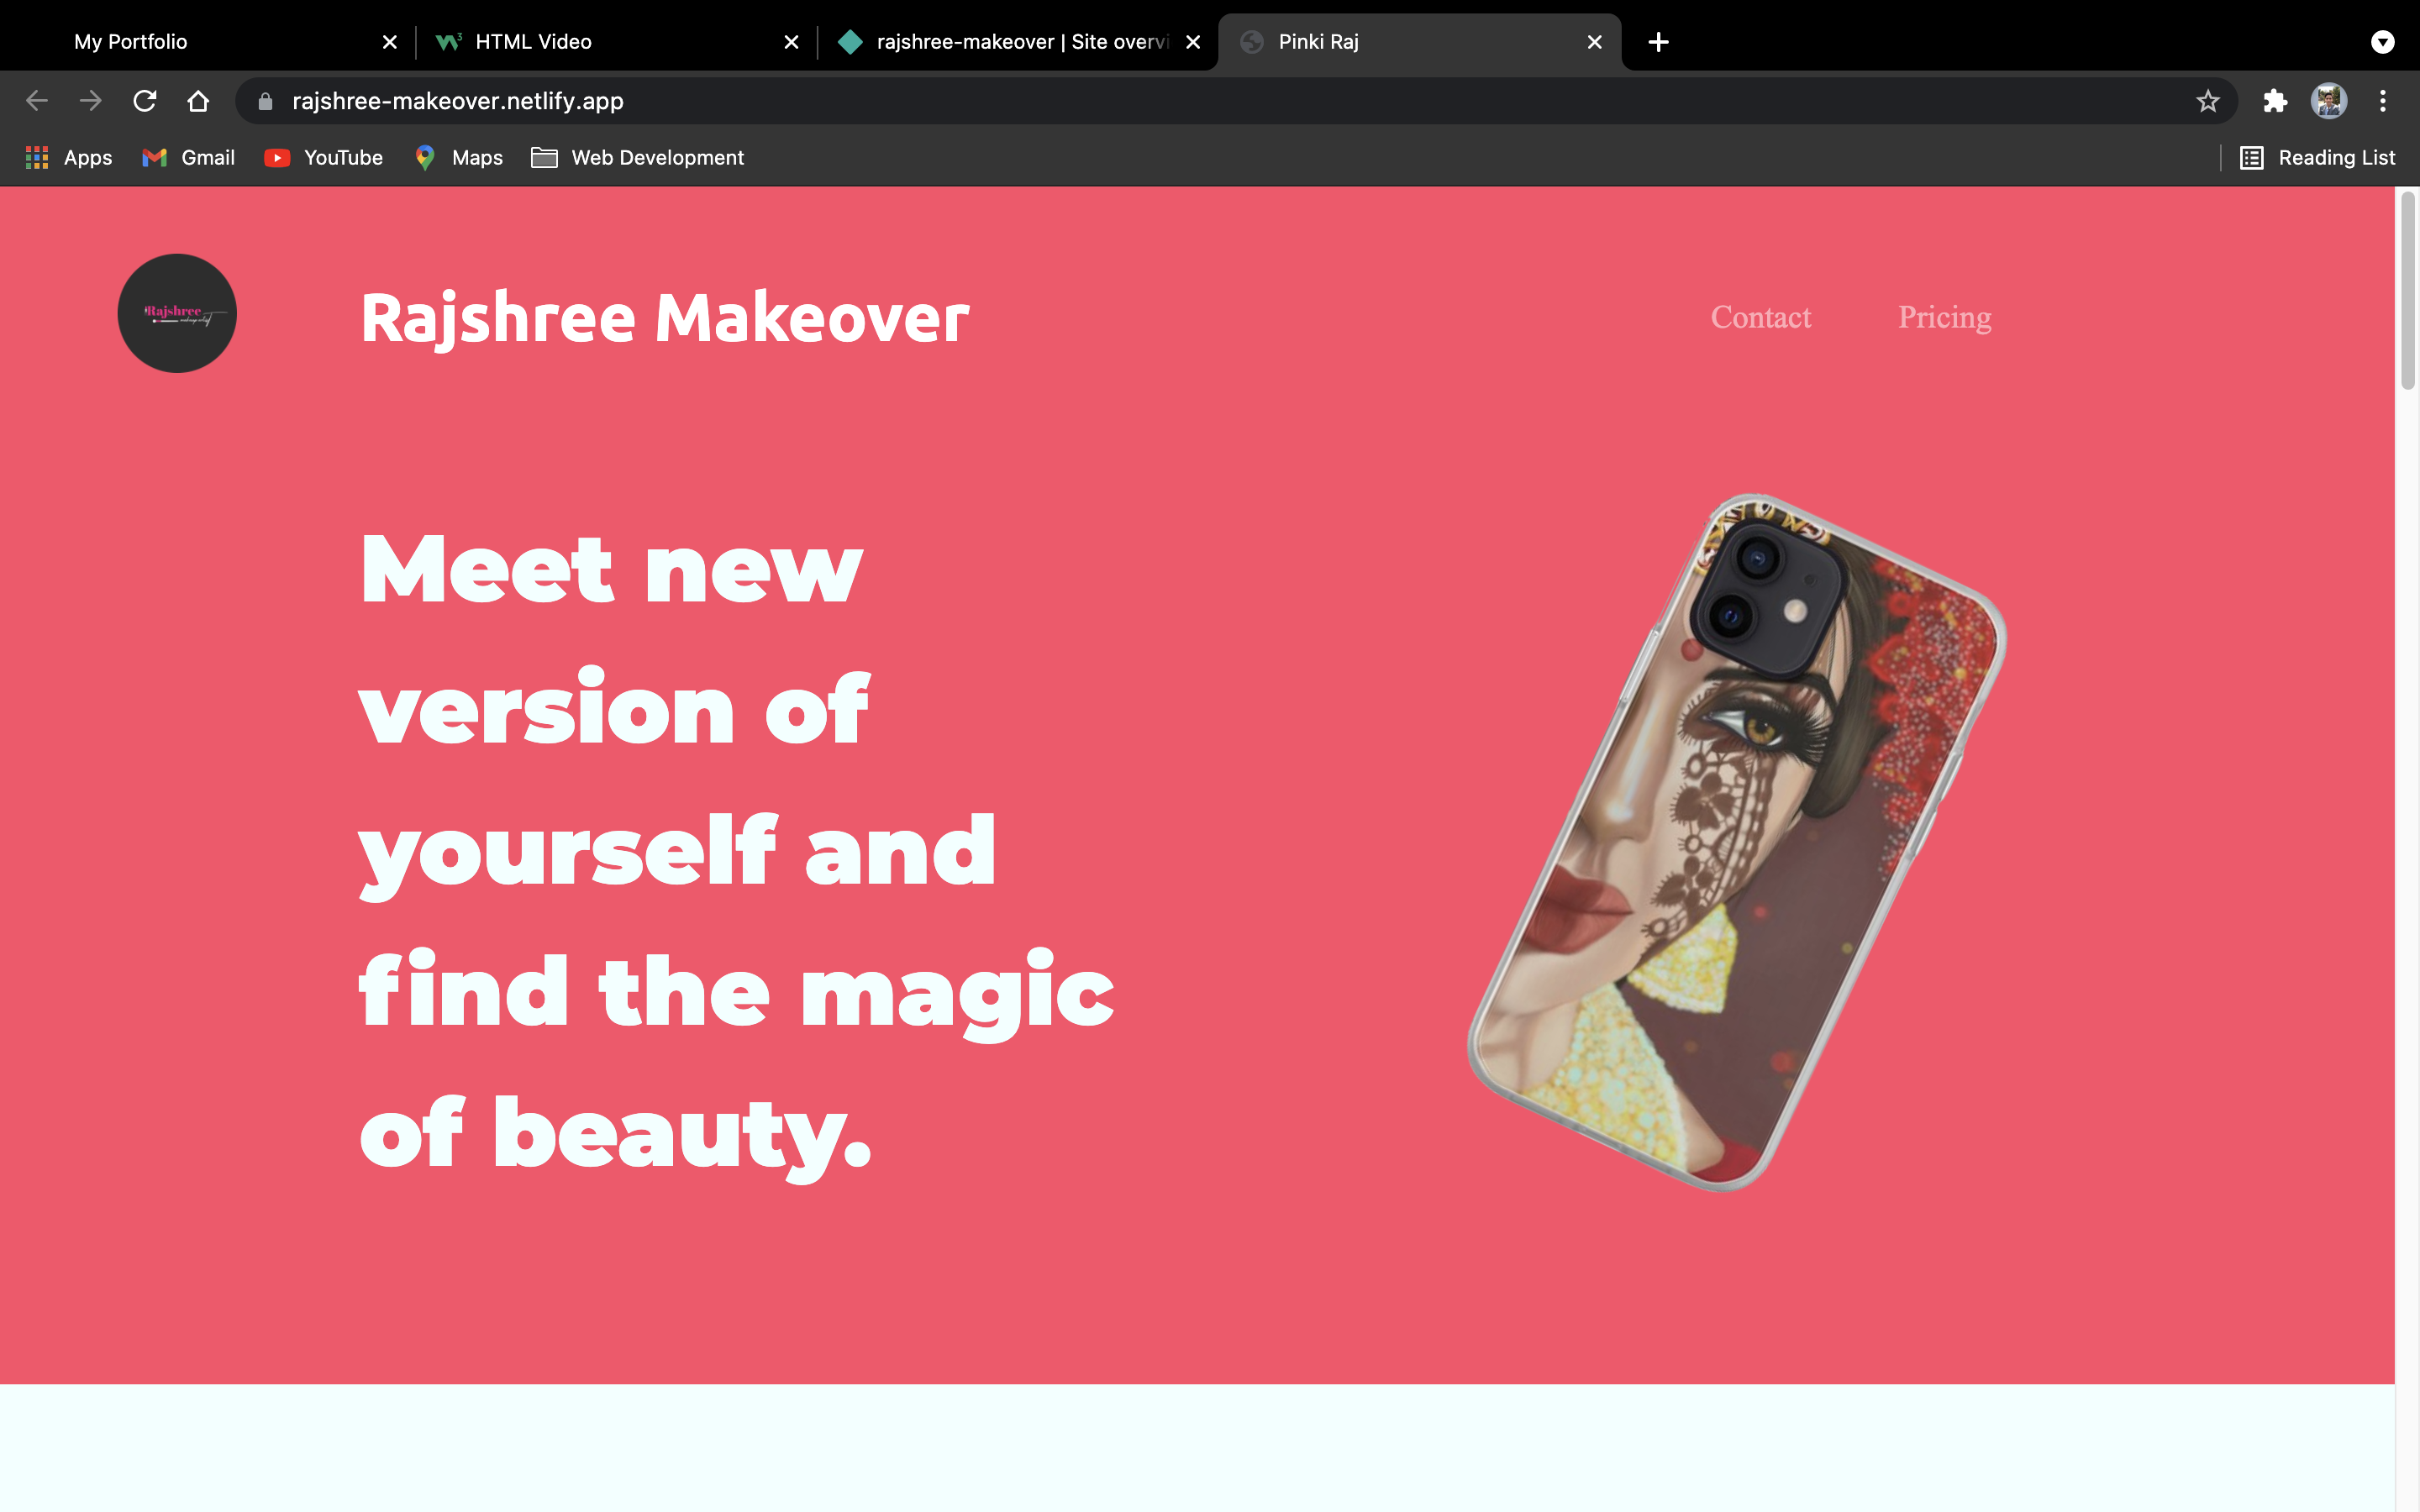 My Portfolio
HTML Video
rajshree-makeover | Site overvi
Pinki Raj
rajshree-makeover.netlify.app
Apps
Gmail
YouTube
Maps
Web Development
Reading List
Rajshree
makeup artist
Rajshree Makeover
Contact
Pricing
Meet new
version of
yourself and
find the magic
of beauty.